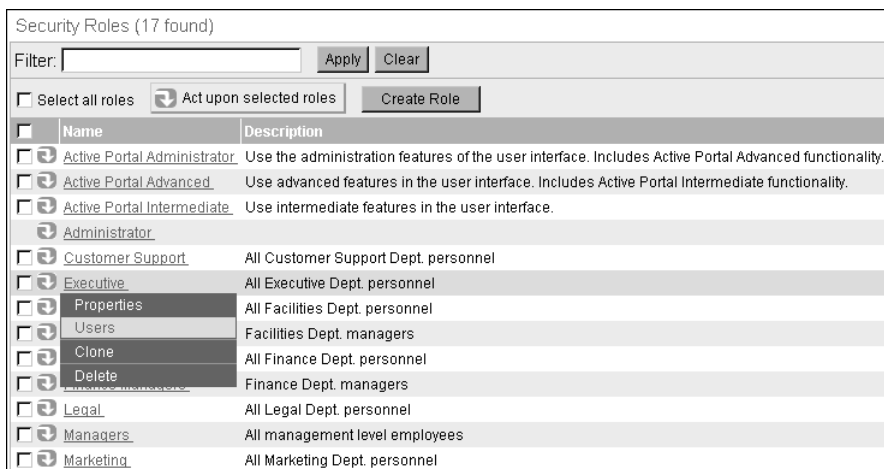 Security Roles (17 found)
Filter: Apply Clear
Select all roles Act upon selected roles Create Role
Name Description
Active Portal Administrator Use the administration features of the user interface. Includes Active Portal Advanced functionality.
Active Portal Advanced Use advanced features in the user interface. Includes Active Portal Intermediate functionality.
Active Portal Intermediate Use intermediate features in the user interface.
Administrator
Customer Support All Customer Support Dept. personnel
Executive All Executive Dept. personnel
Properties All Facilities Dept. personnel
Users Facilities Dept. managers
Clone All Finance Dept. personnel
Delete Finance Dept. managers
Legal All Legal Dept. personnel
Managers All management level employees
Marketing All Marketing Dept. personnel